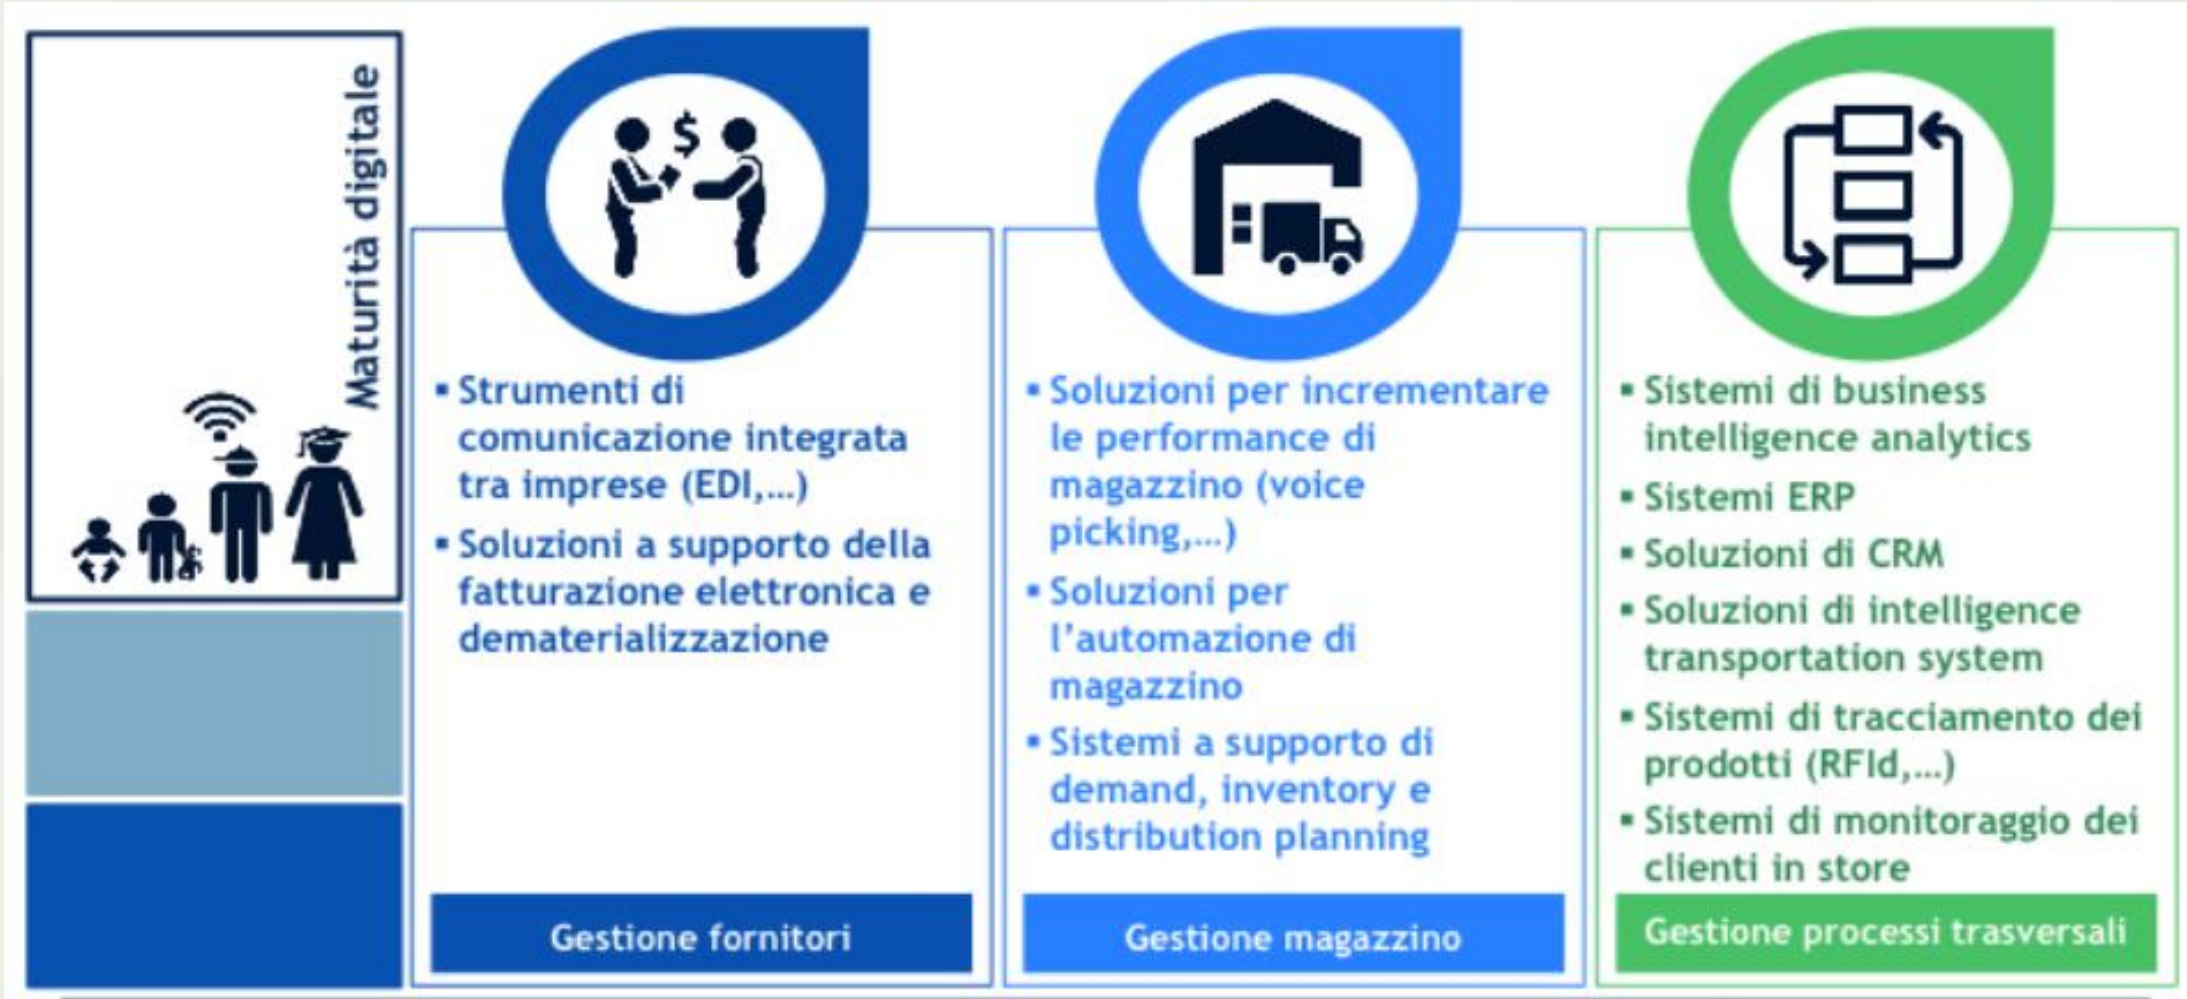 Maturità digitale
▪ Strumenti di
comunicazione integrata
tra imprese (EDI,…)
▪ Soluzioni a supporto della
fatturazione elettronica e
dematerializzazione
Gestione fornitori
▪ Soluzioni per incrementare
le performance di
magazzino (voice
picking,…)
▪ Soluzioni per
l’automazione di
magazzino
▪ Sistemi a supporto di
demand, inventory e
distribution planning
Gestione magazzino
▪ Sistemi di business
intelligence analytics
▪ Sistemi ERP
▪ Soluzioni di CRM
▪ Soluzioni di intelligence
transportation system
▪ Sistemi di tracciamento dei
prodotti (RFId,…)
▪ Sistemi di monitoraggio dei
clienti in store
Gestione processi trasversali